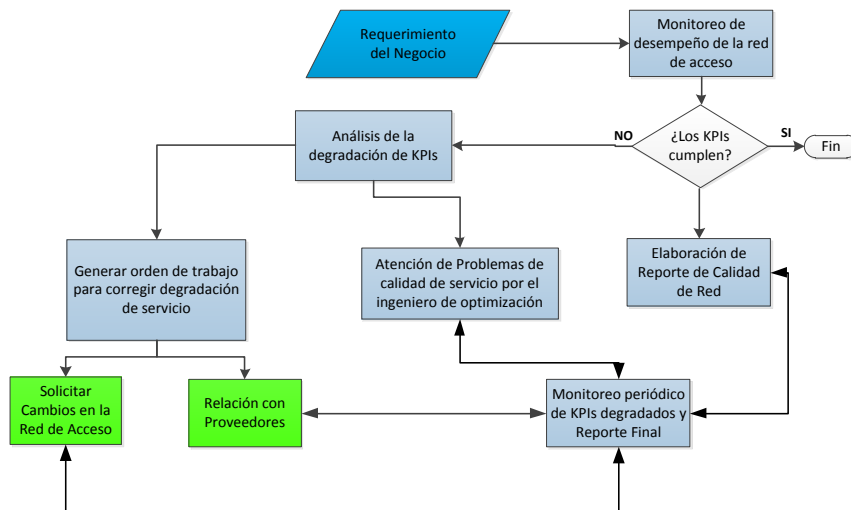 Requerimiento
del Negocio
Monitoreo de
desempeño de la red
de acceso
Análisis de la
degradación de KPIs
NO
¿Los KPIs
cumplen?
SI
Fin
Generar orden de trabajo
para corregir degradación
de servicio
Atención de Problemas de
calidad de servicio por el
ingeniero de optimización
Elaboración de
Reporte de Calidad
de Red
Solicitar
Cambios en la
Red de Acceso
Relación con
Proveedores
Monitoreo periódico
de KPIs degradados y
Reporte Final